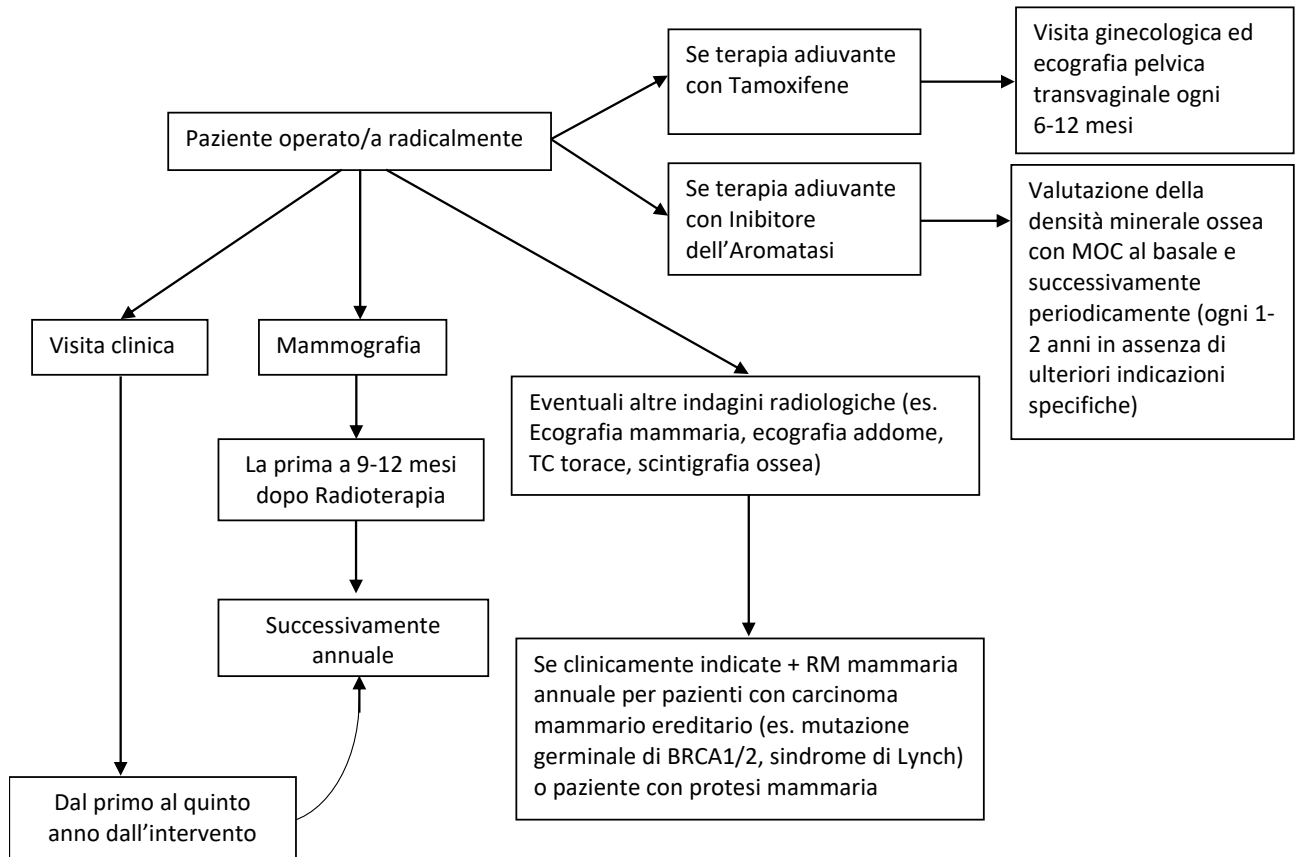 Paziente operato/a radicalmente
Se terapia adiuvante
con Tamoxifene
Visita ginecologica ed
ecografia pelvica
transvaginale ogni
6-12 mesi
Se terapia adiuvante
con Inibitore
dell’Aromatasi
Valutazione della
densità minerale ossea
con MOC al basale e
successivamente
periodicamente (ogni 1-
2 anni in assenza di
ulteriori indicazioni
specifiche)
Visita clinica
Mammografia
Eventuali altre indagini radiologiche (es.
Ecografia mammaria, ecografia addome,
TC torace, scintigrafia ossea)
La prima a 9-12 mesi
dopo Radioterapia
Successivamente
annuale
Se clinicamente indicate + RM mammaria
annuale per pazienti con carcinoma
mammario ereditario (es. mutazione
germinale di BRCA1/2, sindrome di Lynch)
o paziente con protesi mammaria
Dal primo al quinto
anno dall’intervento